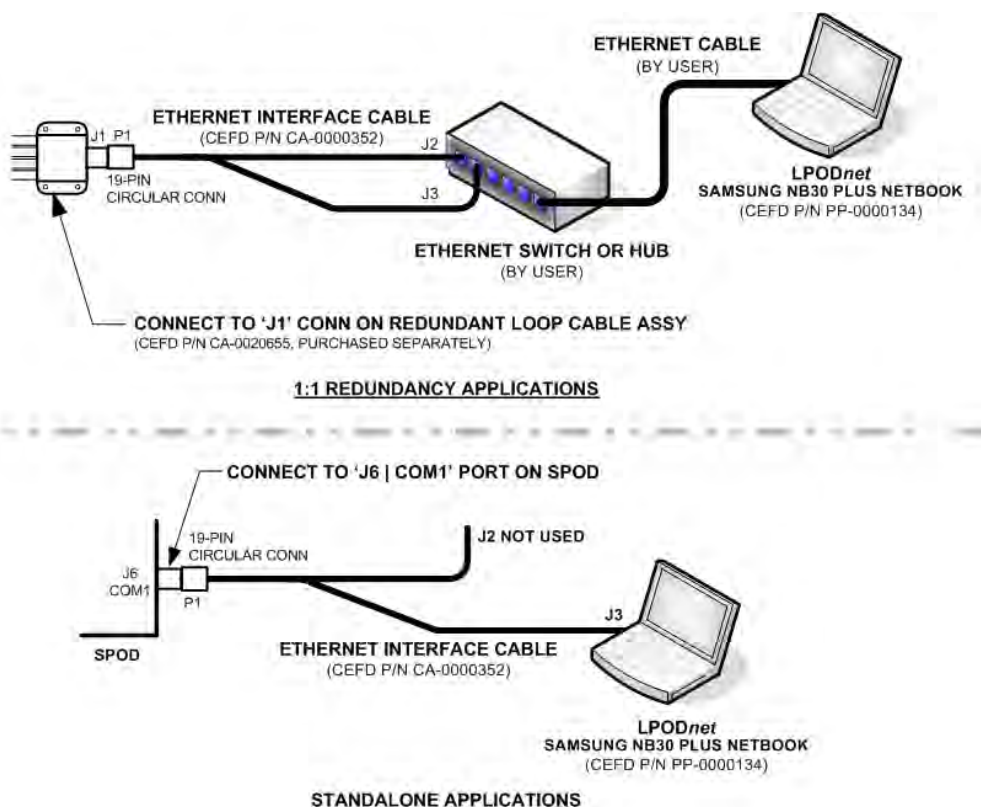 ETHERNET CABLE
(BY USER)
ETHERNET INTERFACE CABLE
(CEFD P/N CA-0000352)
J1 P1
J2
19-PIN
CIRCULAR CONN
J3
LPODnet
SAMSUNG NB30 PLUS NETBOOK
(CEFD P/N PP-0000134)
ETHERNET SWITCH OR HUB
(BY USER)
CONNECT TO ‘J1’ CONN ON REDUNDANT LOOP CABLE ASSY
(CEFD P/N CA-0020655, PURCHASED SEPARATELY)
1:1 REDUNDANCY APPLICATIONS
CONNECT TO ‘J6 | COM1’ PORT ON SPOD
19-PIN
CIRCULAR CONN
J2 NOT USED
J6
COM1
P1
J3
SPOD
ETHERNET INTERFACE CABLE
(CEFD P/N CA-0000352)
LPODnet
SAMSUNG NB30 PLUS NETBOOK
(CEFD P/N PP-0000134)
STANDALONE APPLICATIONS